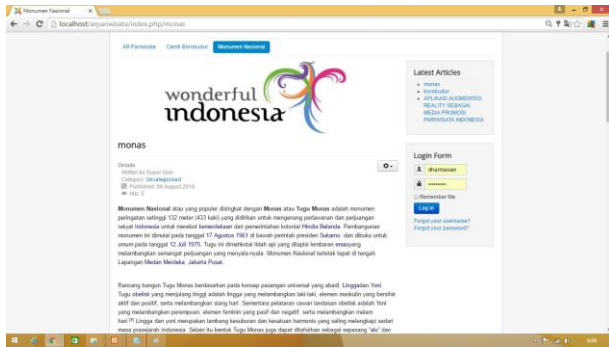 Monumen Nasional
localhost/arpariwisata/index.php/monas
AR Pariwisata Candi Borobudur Monumen Nasional
wonderful
indonesia
Latest Articles
monas
borobudur
APLIKASI AUGMENTED
REALITY SEBAGAI
MEDIA PROMOSI
PARIWISATA INDONESIA
monas
Details
Written by Super User
Category: Uncategorised
Published: 09 August 2016
Hits: 5
Login Form
dharmawan
Remember Me
Log in
Forgot your username?
Forgot your password?
Monumen Nasional atau yang populer disingkat dengan Monas atau Tugu Monas adalah monumen
peringatan setinggi 132 meter (433 kaki) yang didirikan untuk mengenang perlawanan dan perjuangan
rakyat Indonesia untuk merebut kemerdekaan dari pemerintahan kolonial Hindia Belanda. Pembangunan
monumen ini dimulai pada tanggal 17 Agustus 1961 di bawah perintah presiden Sukarno, dan dibuka untuk
umum pada tanggal 12 Juli 1975. Tugu ini dimahkotai lidah api yang dilapisi lembaran emasyang
melambangkan semangat perjuangan yang menyala-nyala. Monumen Nasional terletak tepat di tengah
Lapangan Medan Merdeka, Jakarta Pusat.
Rancang bangun Tugu Monas berdasarkan pada konsep pasangan universal yang abadi; Linggadan Yoni.
Tugu obelisk yang menjulang tinggi adalah lingga yang melambangkan laki-laki, elemen maskulin yang bersifat
aktif dan positif, serta melambangkan siang hari. Sementara pelataran cawan landasan obelisk adalah Yoni
yang melambangkan perempuan, elemen feminin yang pasif dan negatif, serta melambangkan malam
hari.[5] Lingga dan yoni merupakan lambang kesuburan dan kesatuan harmonis yang saling melengkapi sedari
masa prasejarah Indonesia. Selain itu bentuk Tugu Monas juga dapat ditafsirkan sebagai sepasang "alu" dan